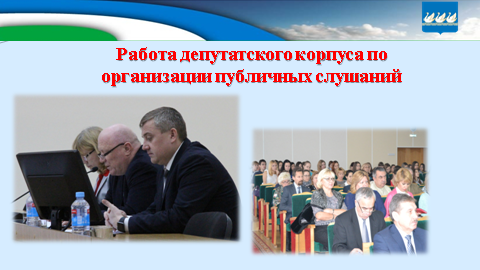 Работа депутатского корпуса по
организации публичных слушаний